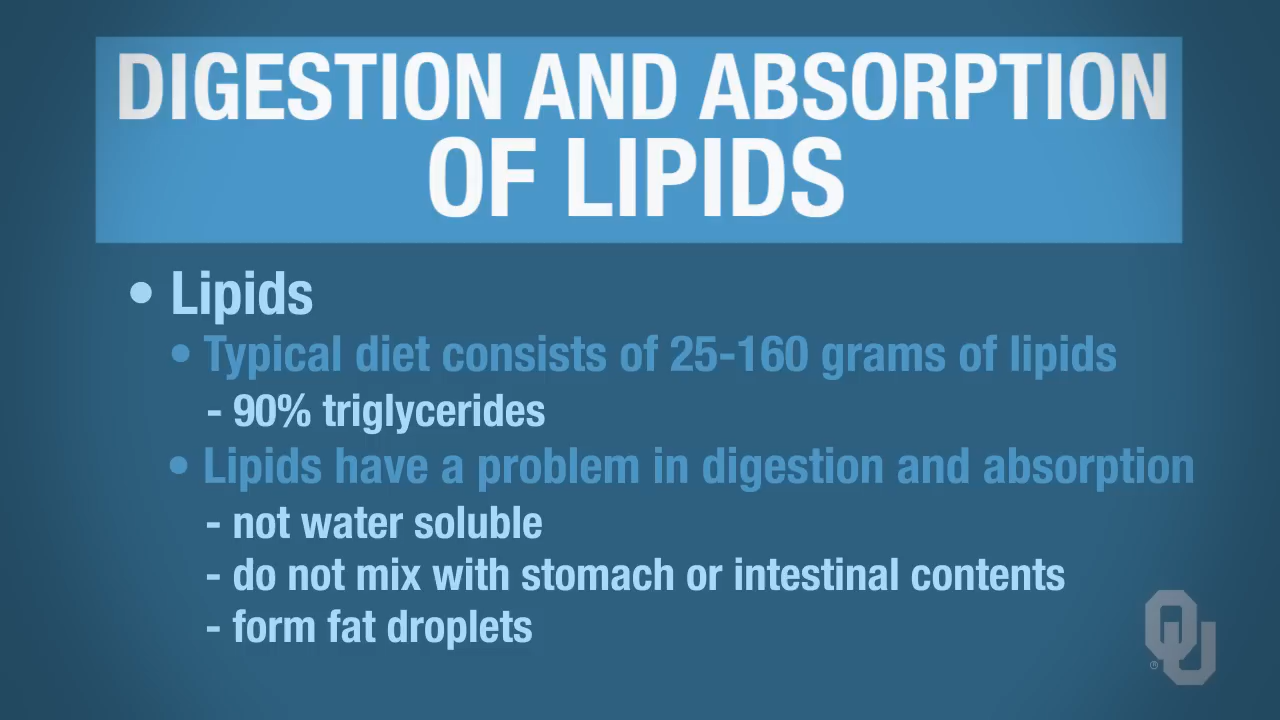 DIGESTION AND ABSORPTION
OF LIPIDS
• Lipids
• Typical diet consists of 25-160 grams of lipids
- 90% triglycerides
• Lipids have a problem in digestion and absorption
- not water soluble
- do not mix with stomach or intestinal contents
- form fat droplets
OU
®